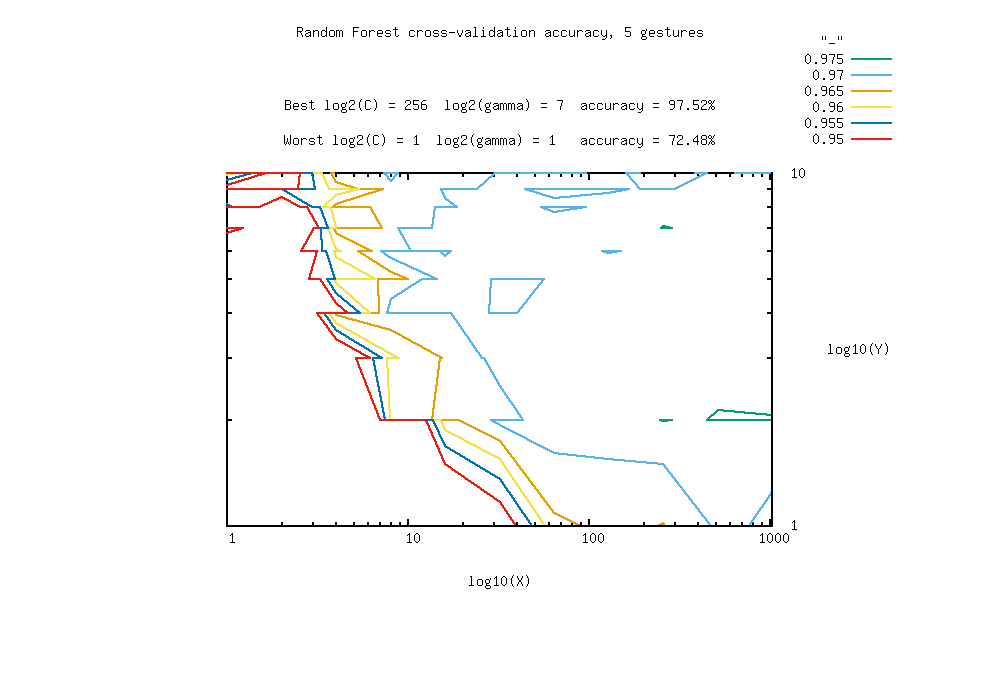 Random Forest cross-validation accuracy, 5 gestures
"_"
0.975
0.97
0.965
0.96
0.955
0.95
Best log2(C) = 256  log2(gamma) = 7  accuracy = 97.52%
Worst log2(C) = 1  log2(gamma) = 1   accuracy = 72.48%
10
log10(Y)
1
1
10
100
1000
log10(X)